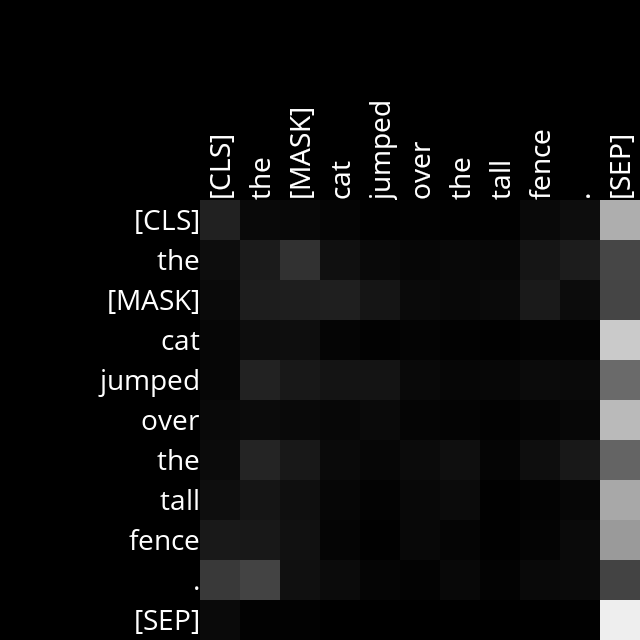 [CLS] the [MASK] cat jumped over the tall fence . [SEP]
[CLS]
the
[MASK]
cat
jumped
over
the
tall
fence
.
[SEP]